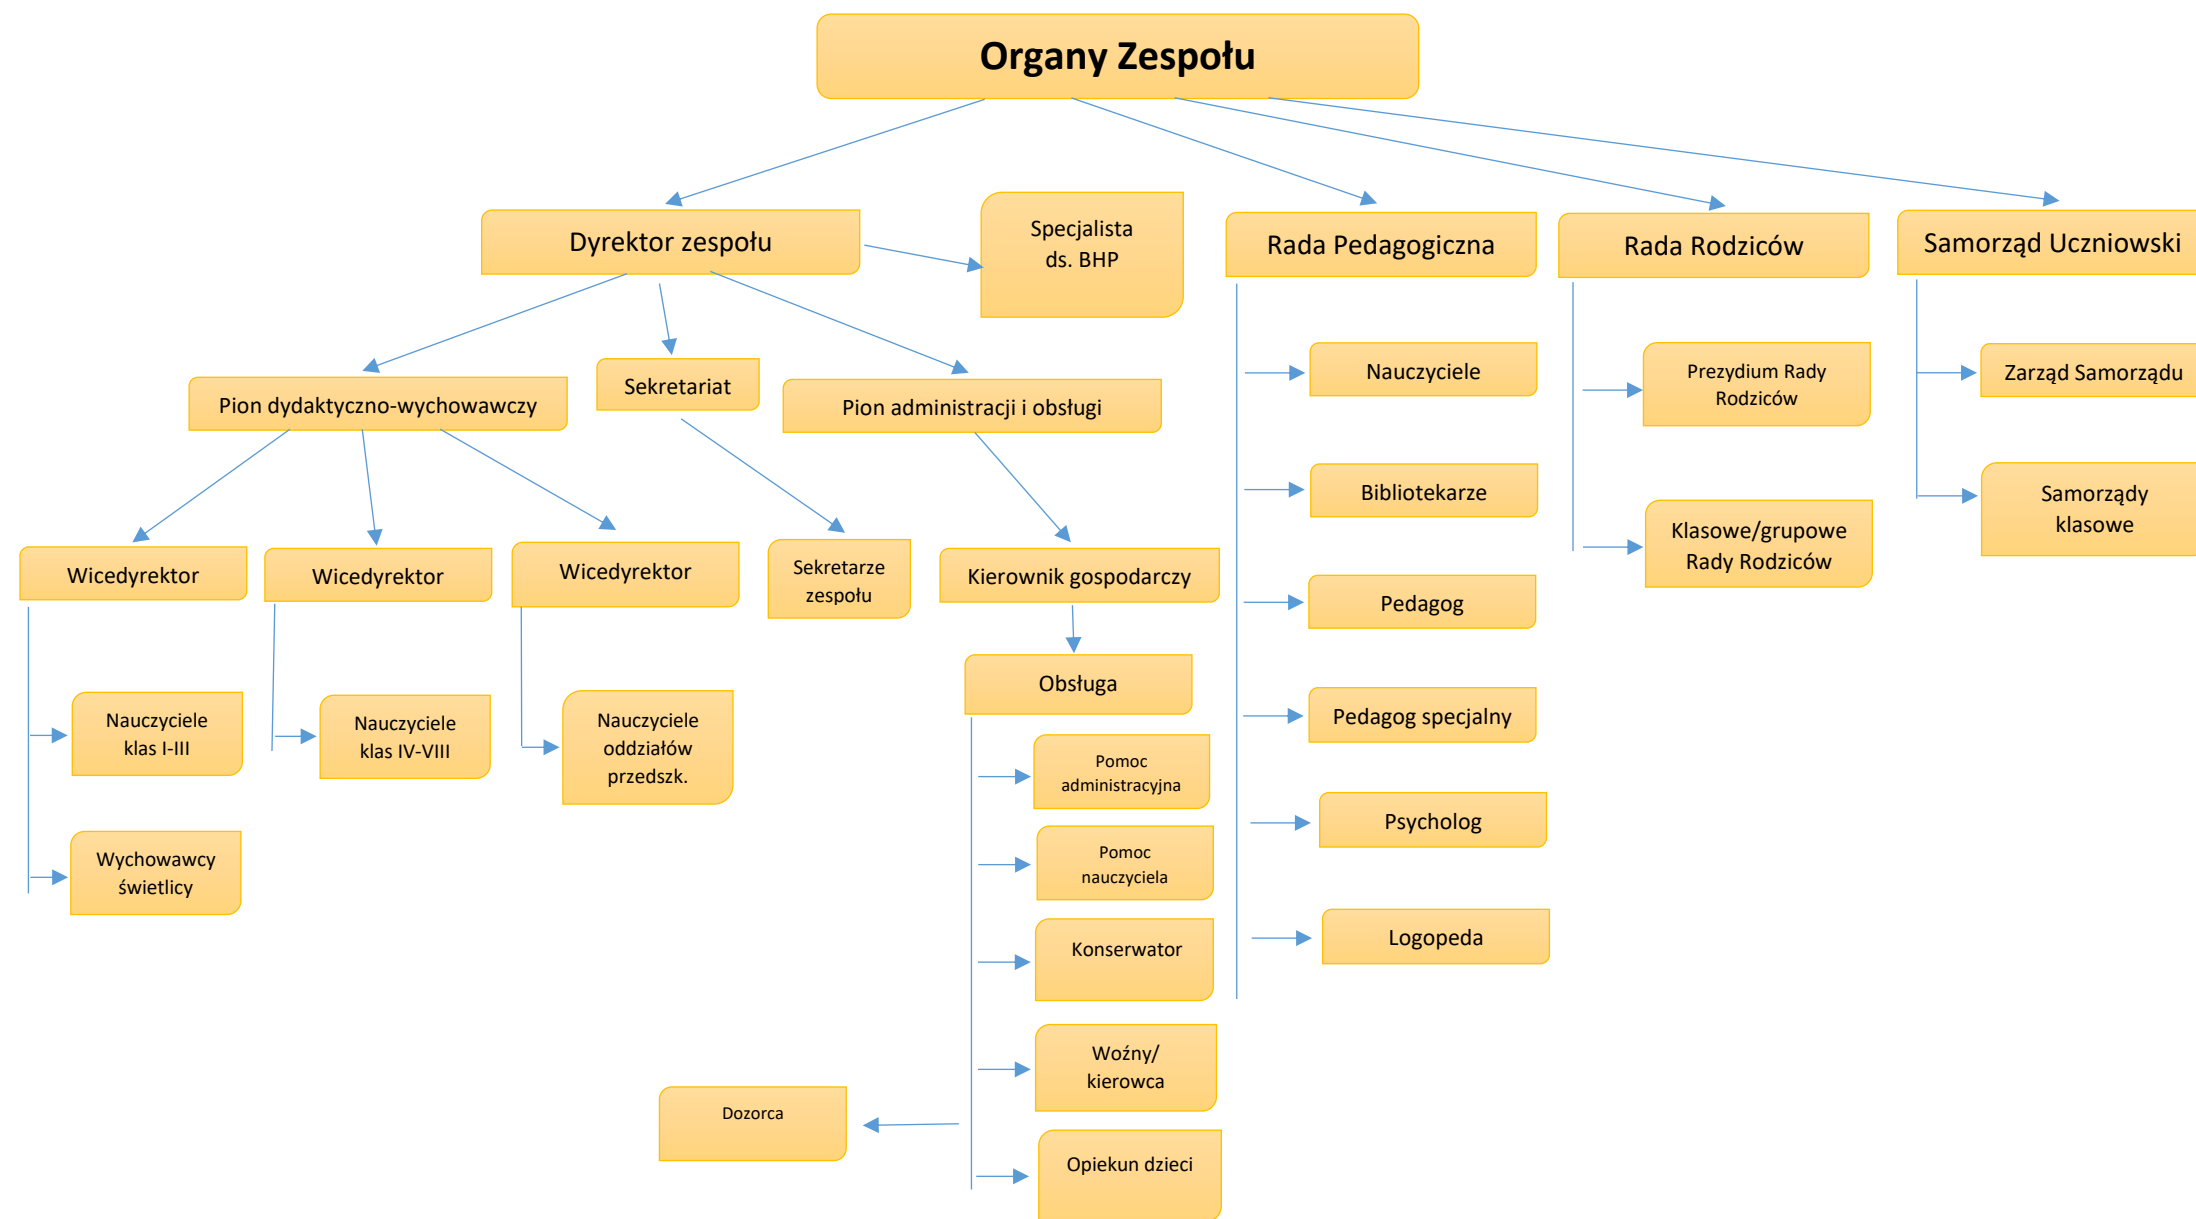 Organy Zespołu
Dyrektor zespołu
Specjalista
ds. BHP
Rada Pedagogiczna
Rada Rodziców
Samorząd Uczniowski
Pion dydaktyczno-wychowawczy
Sekretariat
Pion administracji i obsługi
Nauczyciele
Prezydium Rady
Rodziców
Zarząd Samorządu
Bibliotekarze
Klasowe/grupowe
Rady Rodziców
Samorządy
klasowe
Wicedyrektor
Wicedyrektor
Wicedyrektor
Sekretarze
zespołu
Kierownik gospodarczy
Pedagog
Obsługa
Pedagog specjalny
Nauczyciele
klas I-III
Nauczyciele
klas IV-VIII
Nauczyciele
oddziałów
przedszk.
Pomoc
administracyjna
Psycholog
Wychowawcy
świetlicy
Pomoc
nauczyciela
Logopeda
Konserwator
Woźny/
kierowca
Dozorca
Opiekun dzieci